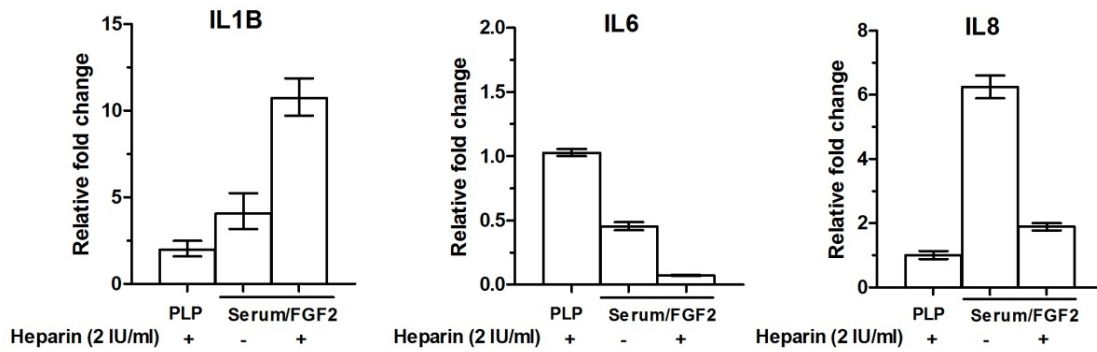 IL1B
Relative fold change
15
10
5
0
PLP Serum/FGF2
Heparin (2 IU/ml) + - +
IL6
Relative fold change
2.0
1.5
1.0
0.5
0.0
PLP Serum/FGF2
Heparin (2 IU/ml) + - +
IL8
Relative fold change
8
6
4
2
0
PLP Serum/FGF2
Heparin (2 IU/ml) + - +